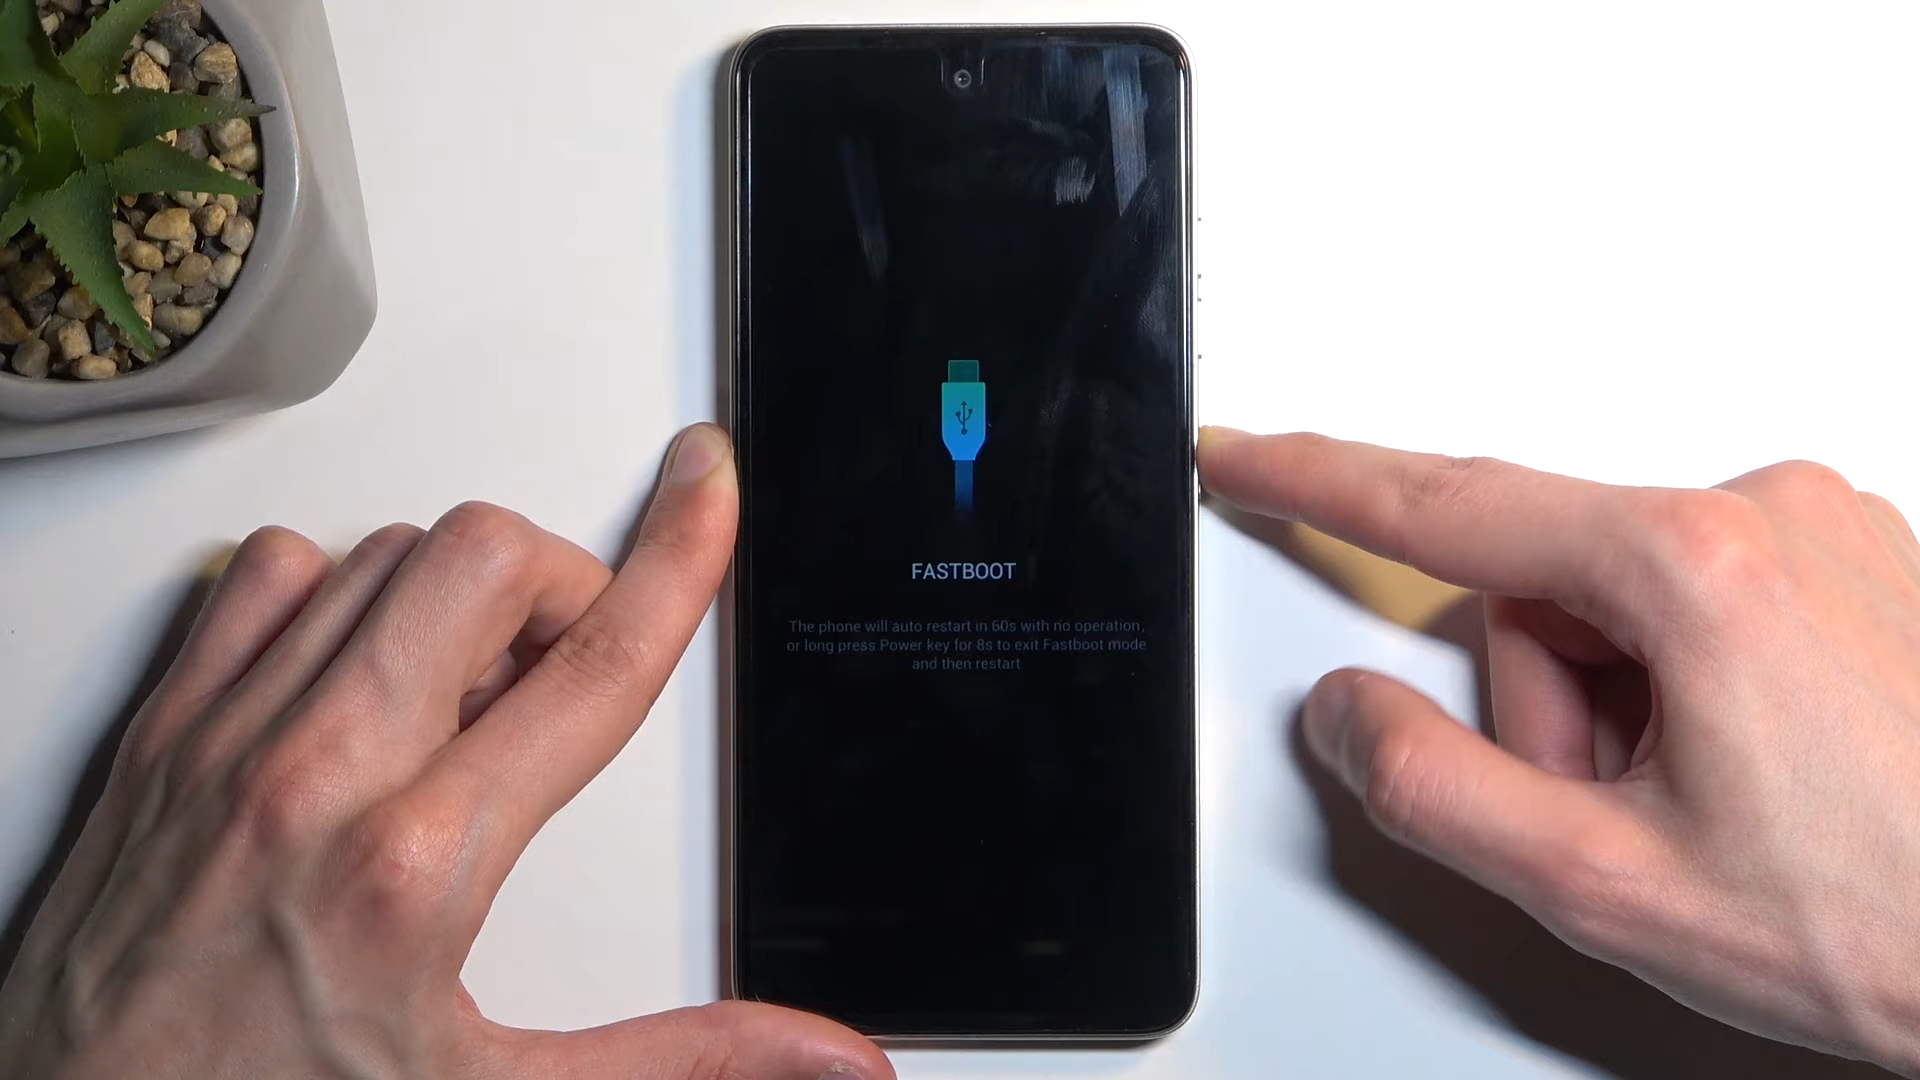 FASTBOOT
The phone will auto restart in 60s with no operation,
or long press Power key for 8s to exit Fastboot mode
and then restart